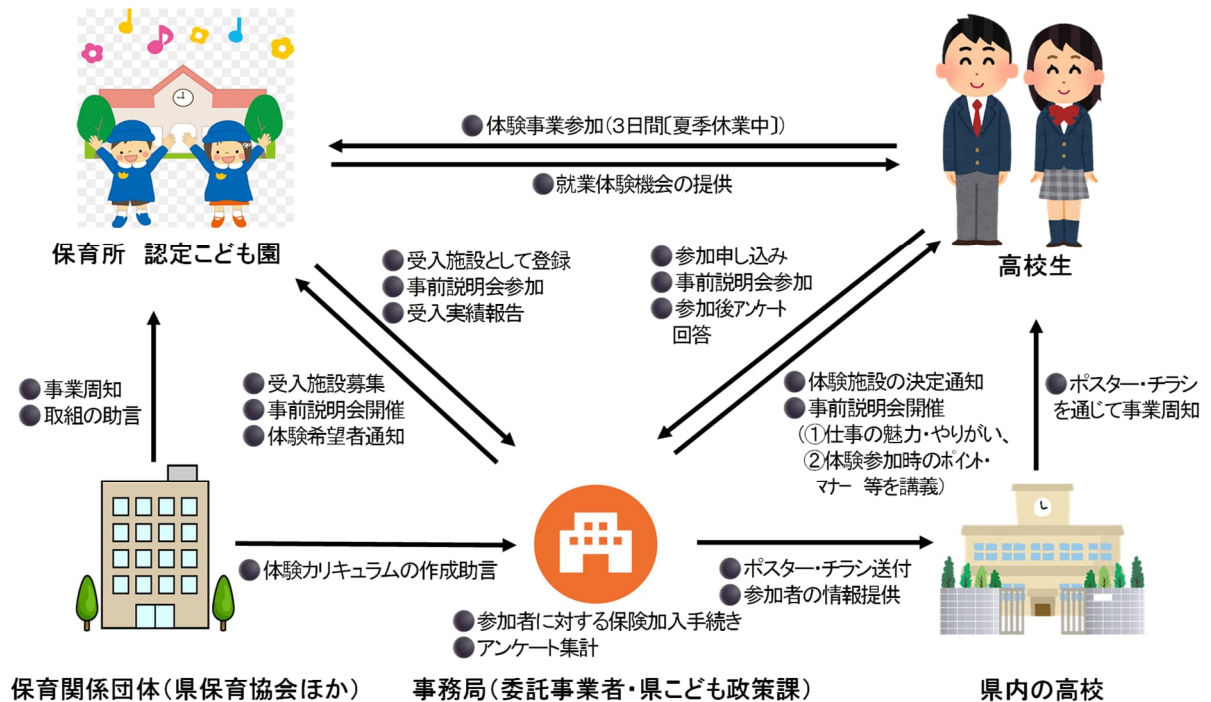 ●体験事業参加(3日間〔夏季休業中〕)
●就業体験機会の提供
保育所　認定こども園
高校生
●受入施設として登録
●事前説明会参加
●受入実績報告
●参加申し込み
●事前説明会参加
●参加後アンケート
回答
●事業周知
●取組の助言
●受入施設募集
●事前説明会開催
●体験希望者通知
●体験施設の決定通知
●事前説明会開催
(①仕事の魅力・やりがい、
②体験参加時のポイント・
マナー　等を講義)
●ポスター・チラシ
を通じて事業周知
●体験カリキュラムの作成助言
●ポスター・チラシ送付
●参加者の情報提供
●参加者に対する保険加入手続き
●アンケート集計
保育関係団体(県保育協会ほか)
事務局(委託事業者・県こども政策課)
県内の高校